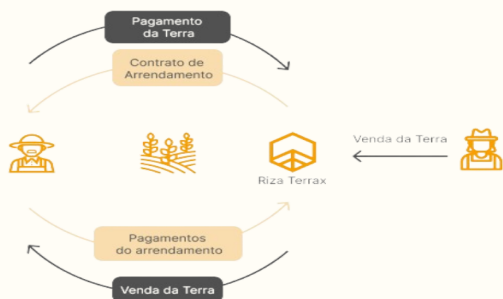 Pagamento
da Terra
Contrato de
Arrendamento
Venda da Terra
Riza Terrax
Pagamentos
do arrendamento
Venda da Terra